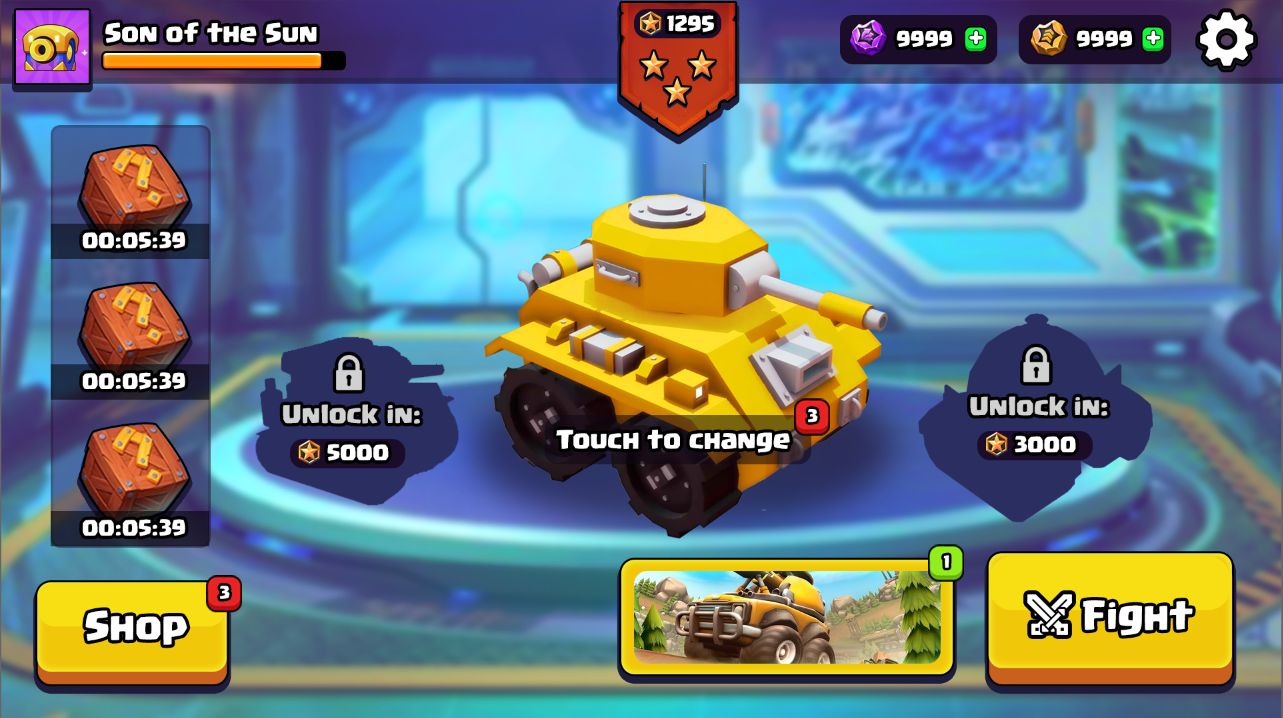 Son of the Sun
1295
9999
9999
00:05:39
00:05:39
00:05:39
Unlock in:
5000
Touch to change
3
Unlock in:
3000
Shop
3
1
Fight